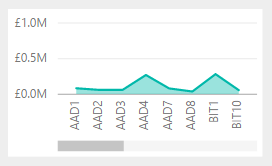 £1.0M
£0.5M
£0.0M
AAD1
AAD2
AAD3
AAD4
AAD7
AAD8
BIT1
BIT10